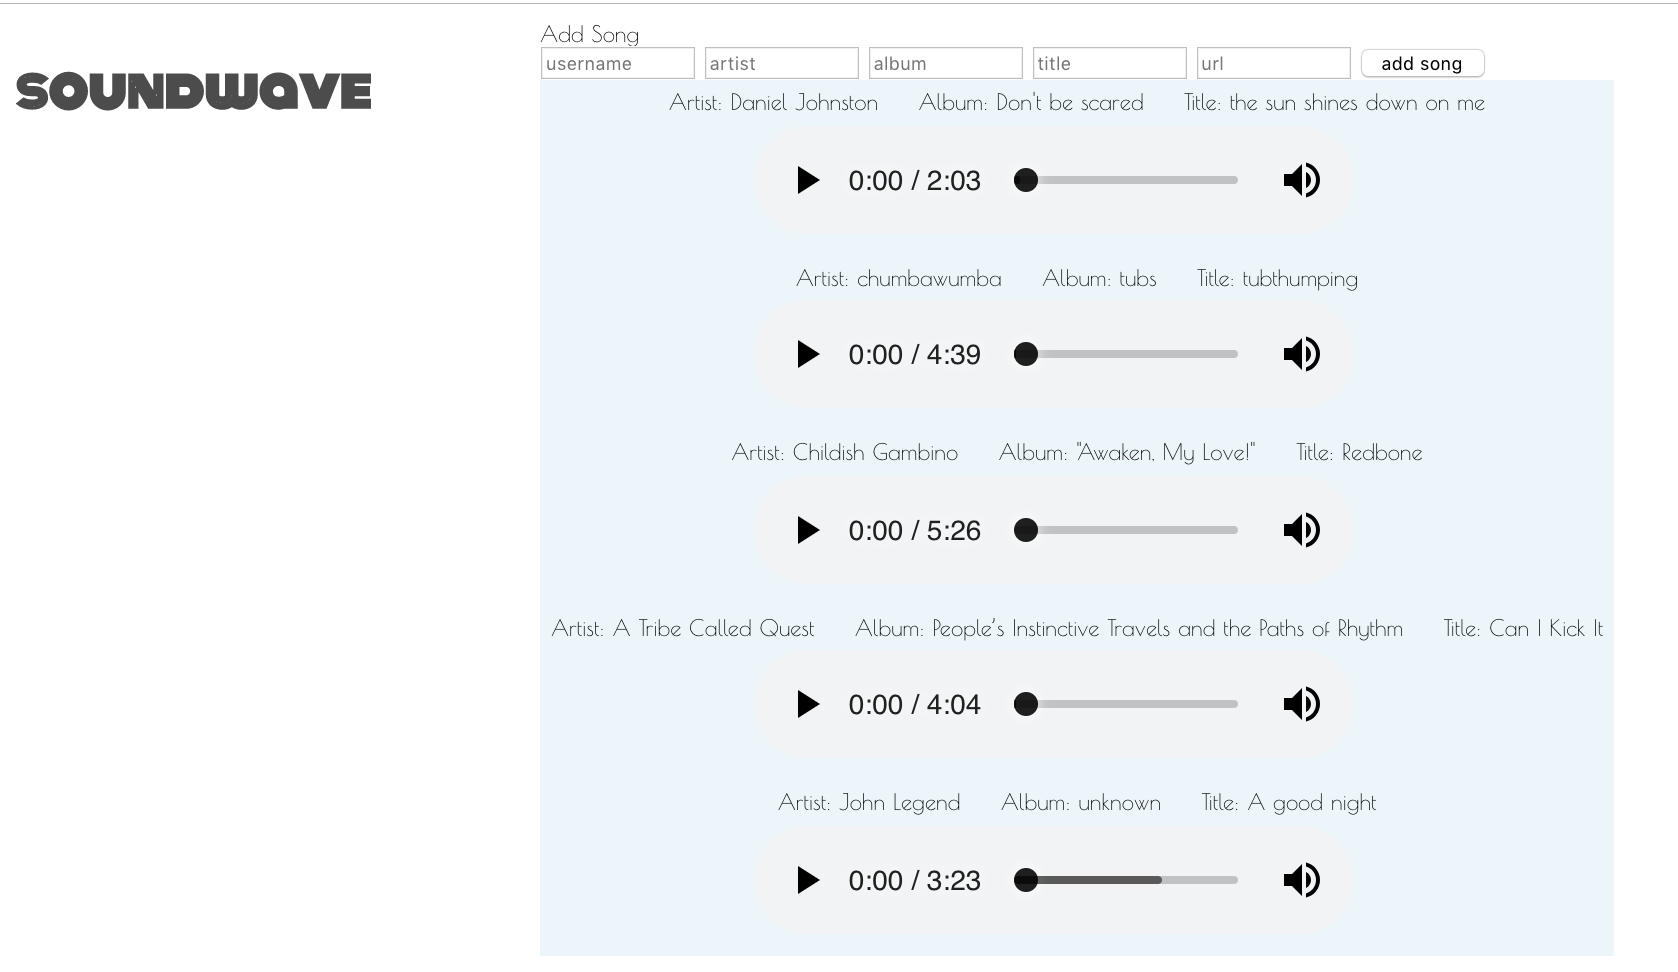 Add Song
SOUNDWAVE
username artist album title url add song
Artist: Daniel Johnston Album: Don't be scared Title: the sun shines down on me
0:00 / 2:03
Artist: chumbawumba Album: tubs Title: tubthumping
0:00 / 4:39
Artist: Childish Gambino Album: "Awaken, My Love!" Title: Redbone
0:00 / 5:26
Artist: A Tribe Called Quest Album: People’s Instinctive Travels and the Paths of Rhythm Title: Can I Kick It
0:00 / 4:04
Artist: John Legend Album: unknown Title: A good night
0:00 / 3:23